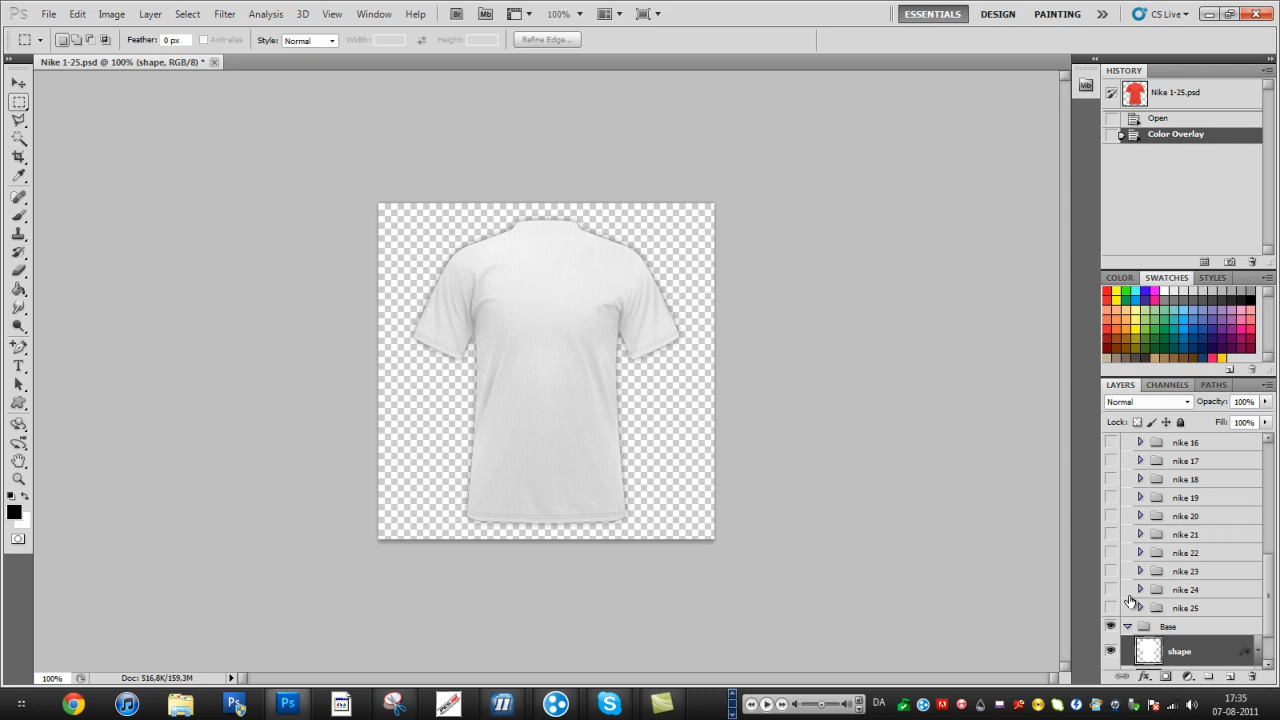 Ps File Edit Image Layer Select Filter Analysis 3D View Window Help Br Mb 100% ESSENTIALS DESIGN PAINTING CS Live
Feather: 0 px Anti-alias Style: Normal Width: Height: Refine Edge...
Nike 1-25.psd @ 100% (shape, RGB/8) *
HISTORY
Mb
Nike 1-25.psd
Open
Color Overlay
COLOR SWATCHES STYLES
LAYERS CHANNELS PATHS
Normal Opacity: 100%
Lock: Fill: 100%
nike 16
nike 17
nike 18
nike 19
nike 20
nike 21
nike 22
nike 23
nike 24
nike 25
Base
shape
100% Doc: 516,8K/159,3M
DA
17:35
07-08-2011